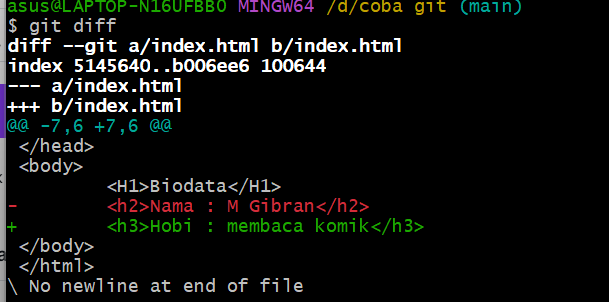 asus@LAPTOP-N16UFBB0 MINGW64 /d/coba git (main)
$ git diff
diff --git a/index.html b/index.html
index 5145640..b006ee6 100644
--- a/index.html
+++ b/index.html
@@ -7,6 +7,6 @@
 </head>
 <body>
         <H1>Biodata</H1>
-        <h2>Nama : M Gibran</h2>
+        <h3>Hobi : membaca komik</h3>
 </body>
 </html>
\ No newline at end of file